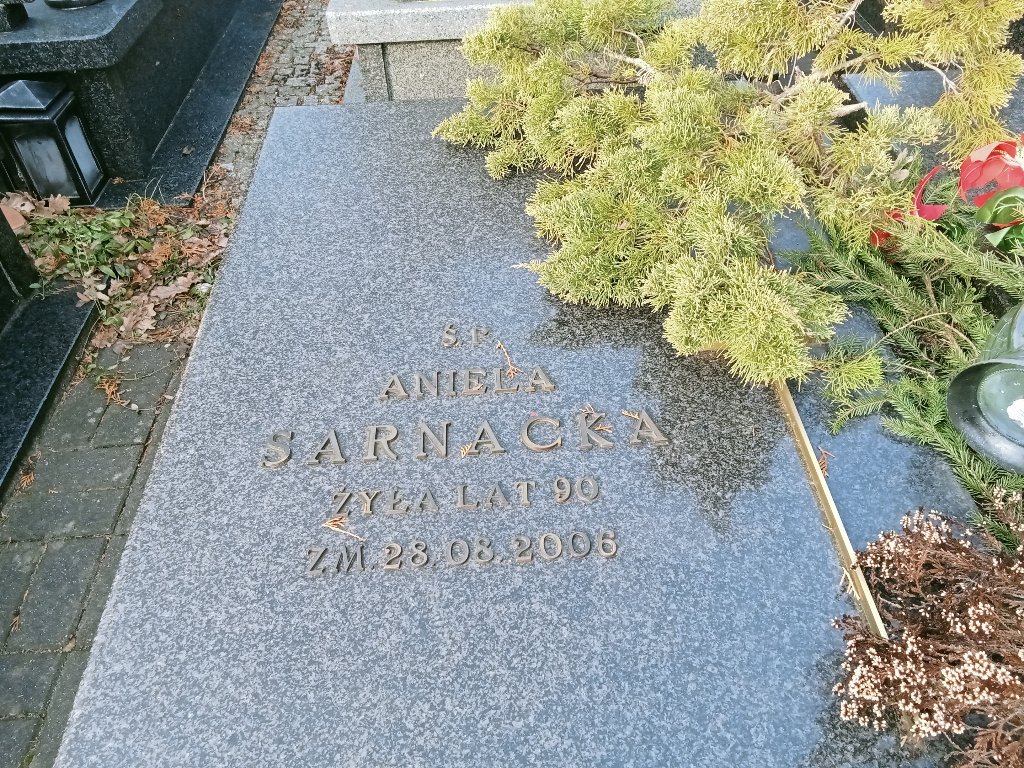 Ś.P.
ANIELA
SARNACKA
ŻYŁA LAT 90
ZM.28.08.2006